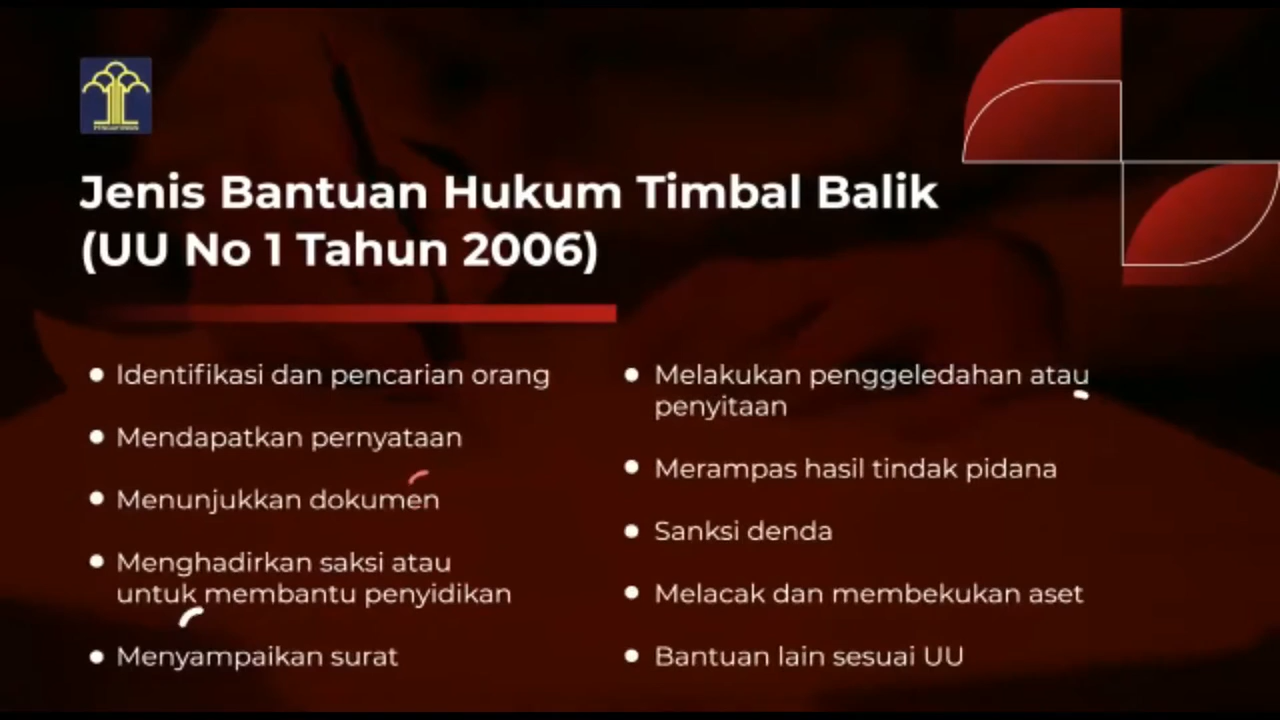 Jenis Bantuan Hukum Timbal Balik
(UU No 1 Tahun 2006)
Identifikasi dan pencarian orang
Mendapatkan pernyataan
Menunjukkan dokumen
Menghadirkan saksi atau
untuk membantu penyidikan
Menyampaikan surat
Melakukan penggeledahan atau
penyitaan
Merampas hasil tindak pidana
Sanksi denda
Melacak dan membekukan aset
Bantuan lain sesuai UU